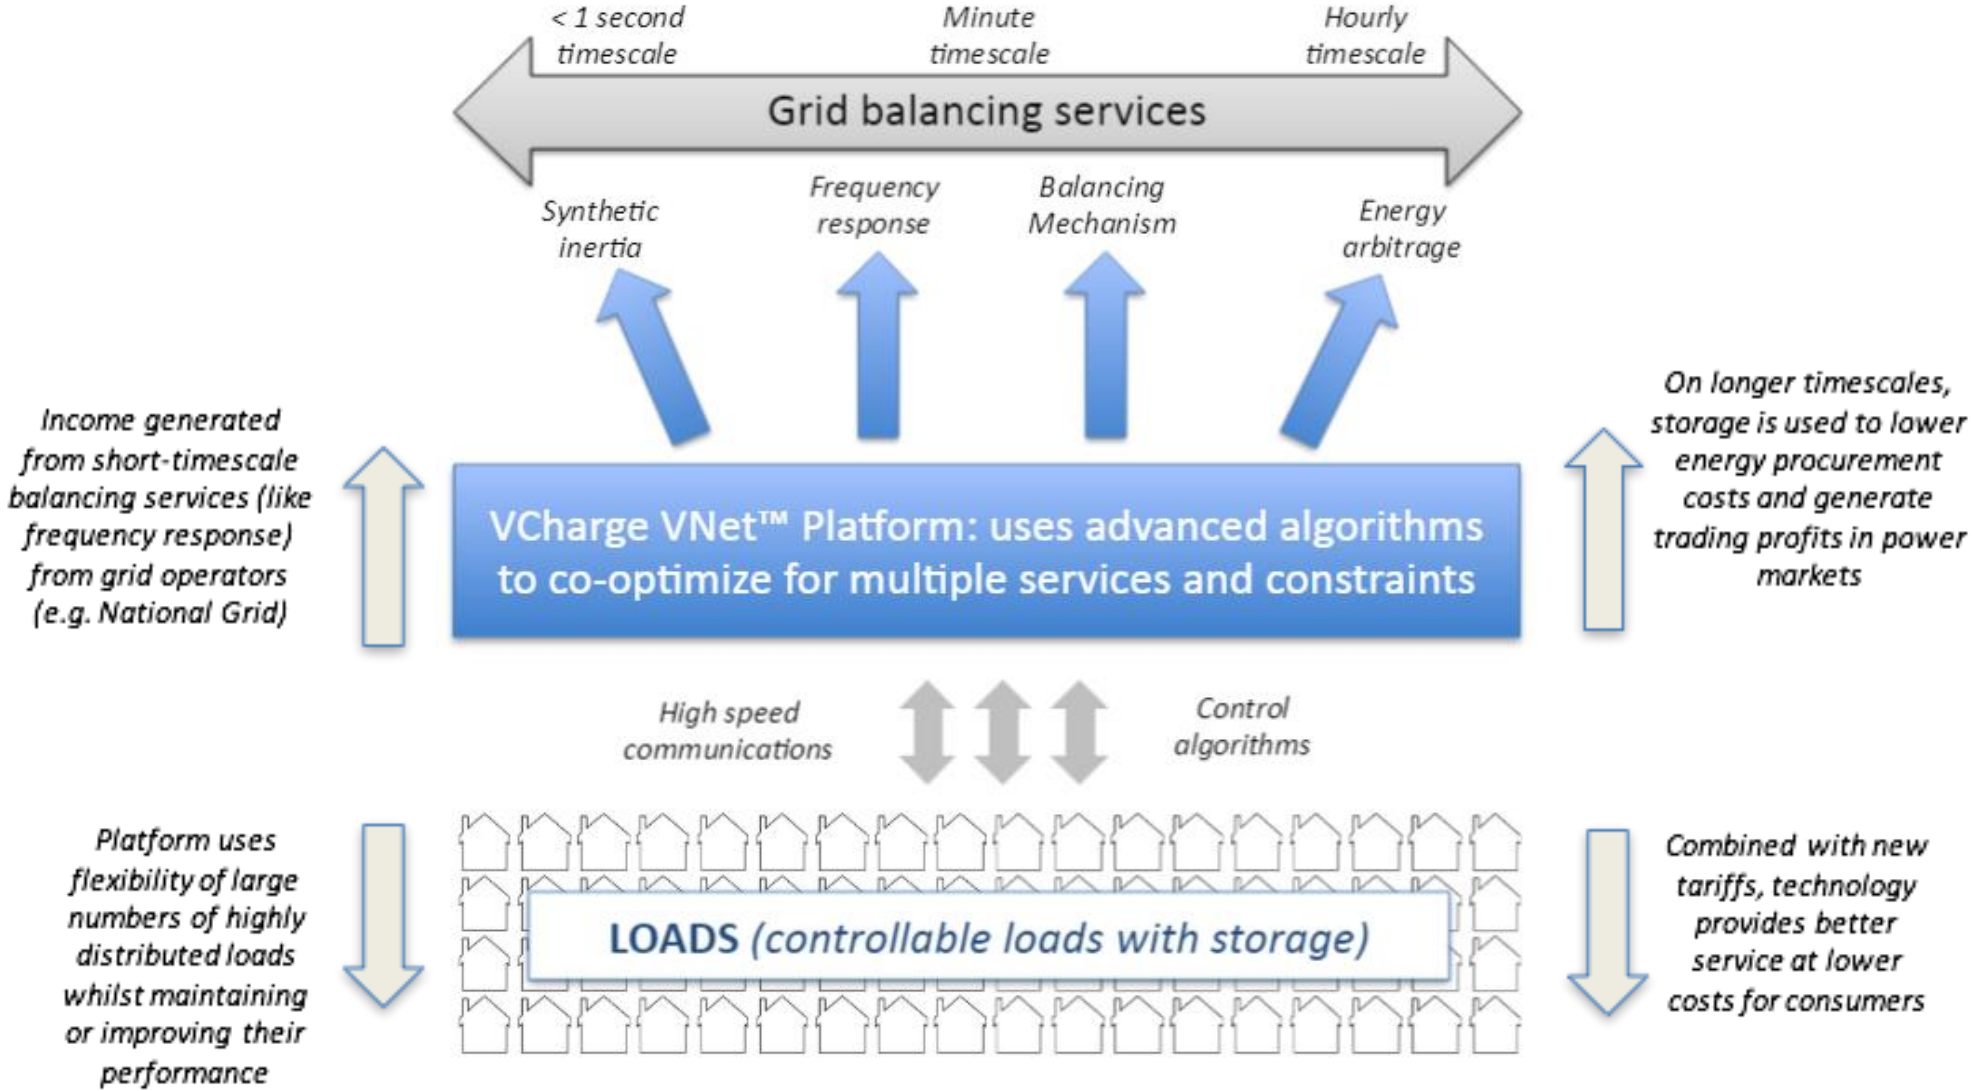 < 1 second
timescale
Minute
timescale
Hourly
timescale
Grid balancing services
Synthetic
inertia
Frequency
response
Balancing
Mechanism
Energy
arbitrage
Income generated
from short-timescale
balancing services (like
frequency response)
from grid operators
(e.g. National Grid)
On longer timescales,
storage is used to lower
energy procurement
costs and generate
trading profits in power
markets
VCharge VNet™ Platform: uses advanced algorithms
to co-optimize for multiple services and constraints
High speed
communications
Control
algorithms
Platform uses
flexibility of large
numbers of highly
distributed loads
whilst maintaining
or improving their
performance
LOADS (controllable loads with storage)
Combined with new
tariffs, technology
provides better
service at lower
costs for consumers